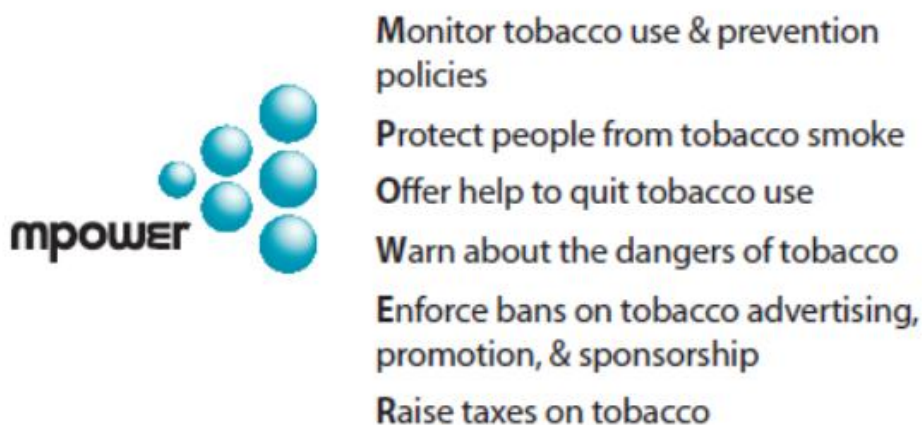 mpower
Monitor tobacco use & prevention
policies
Protect people from tobacco smoke
Offer help to quit tobacco use
Warn about the dangers of tobacco
Enforce bans on tobacco advertising,
promotion, & sponsorship
Raise taxes on tobacco